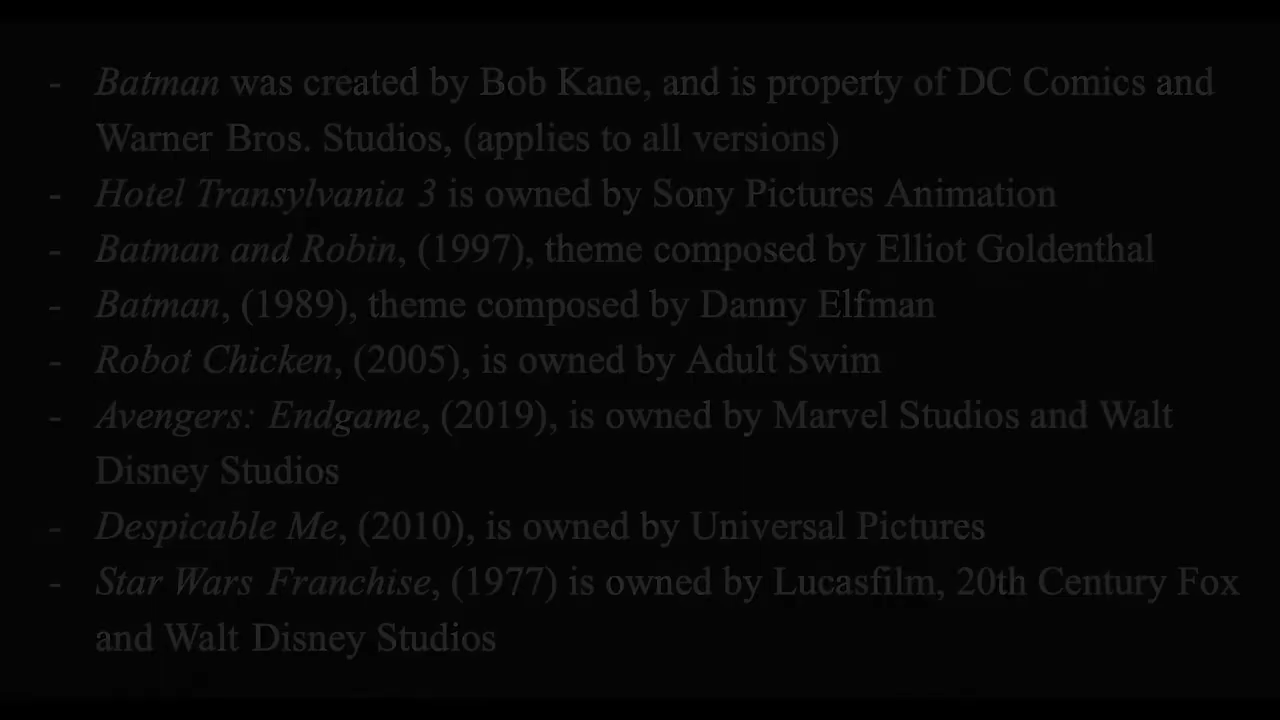 - Batman was created by Bob Kane, and is property of DC Comics and
Warner Bros. Studios, (applies to all versions)
- Hotel Transylvania 3 is owned by Sony Pictures Animation
- Batman and Robin, (1997), theme composed by Elliot Goldenthal
- Batman, (1989), theme composed by Danny Elfman
- Robot Chicken, (2005), is owned by Adult Swim
- Avengers: Endgame, (2019), is owned by Marvel Studios and Walt
Disney Studios
- Despicable Me, (2010), is owned by Universal Pictures
- Star Wars Franchise, (1977) is owned by Lucasfilm, 20th Century Fox
and Walt Disney Studios